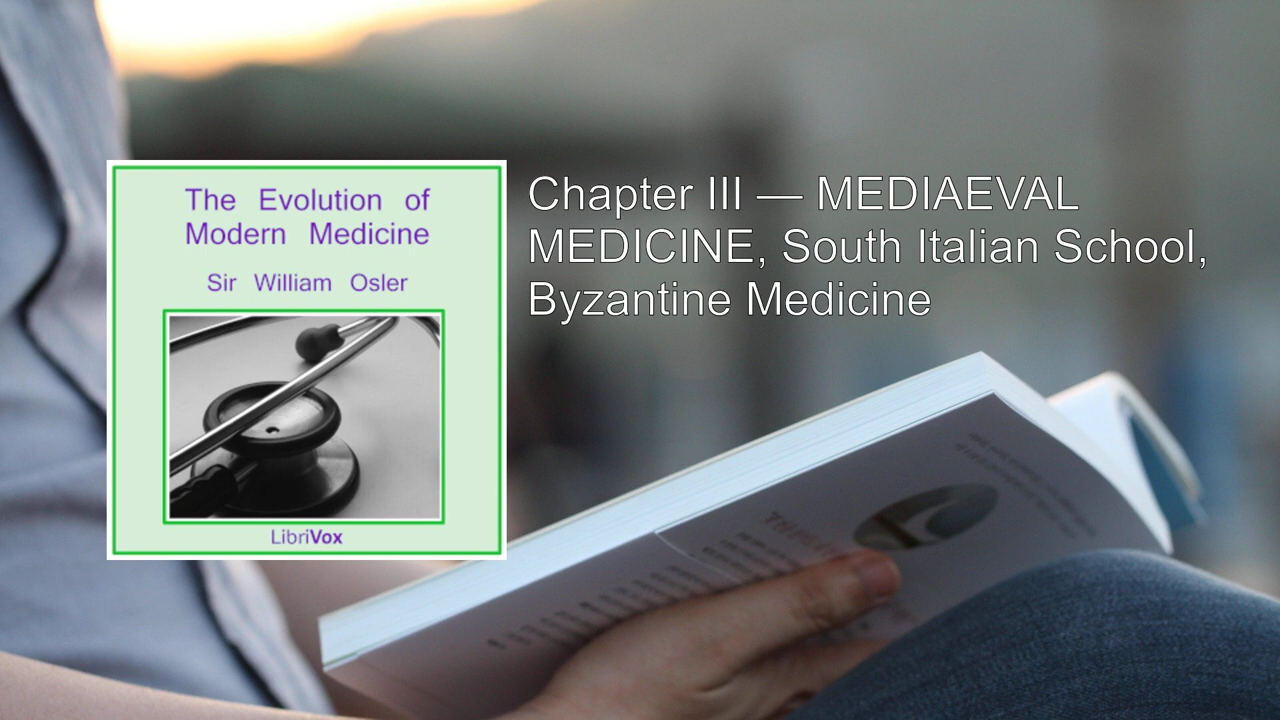 The Evolution of
Modern Medicine
Sir William Osler
LibriVox
Chapter III — MEDIAEVAL
MEDICINE, South Italian School,
Byzantine Medicine